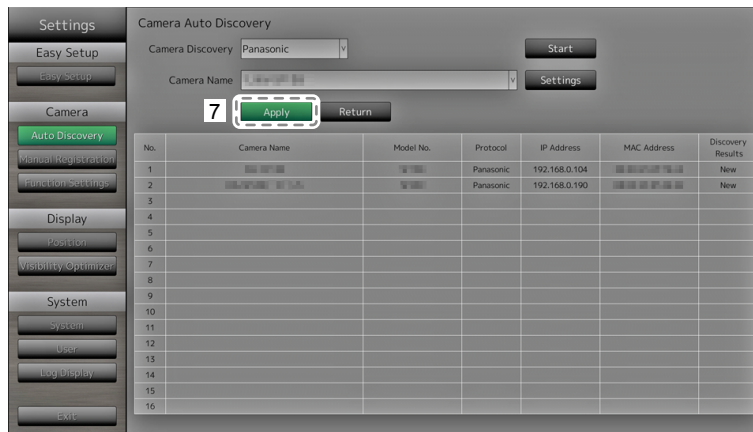 Settings
Easy Setup
Easy Setup
Camera
Auto Discovery
Manual Registration
Function Settings
Display
Position
Visibility Optimizer
System
System
User
Log Display
Exit
Camera Auto Discovery
Camera Discovery Panasonic v Start
Camera Name v Settings
7 Apply Return
No. Camera Name Model No. Protocol IP Address MAC Address Discovery Results
1 Panasonic 192.168.0.104 New
2 Panasonic 192.168.0.190 New
3
4
5
6
7
8
9
10
11
12
13
14
15
16